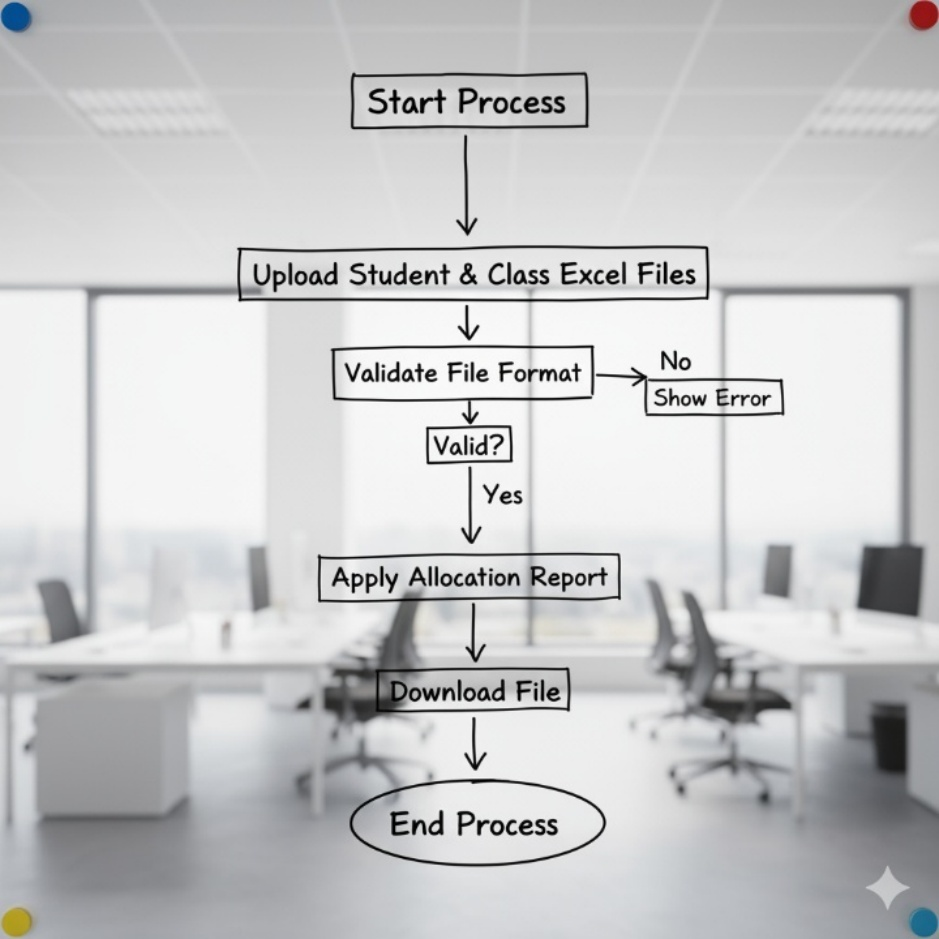 Start Process
Upload Student & Class Excel Files
Validate File Format
No
Show Error
Valid?
Yes
Apply Allocation Report
Download File
End Process